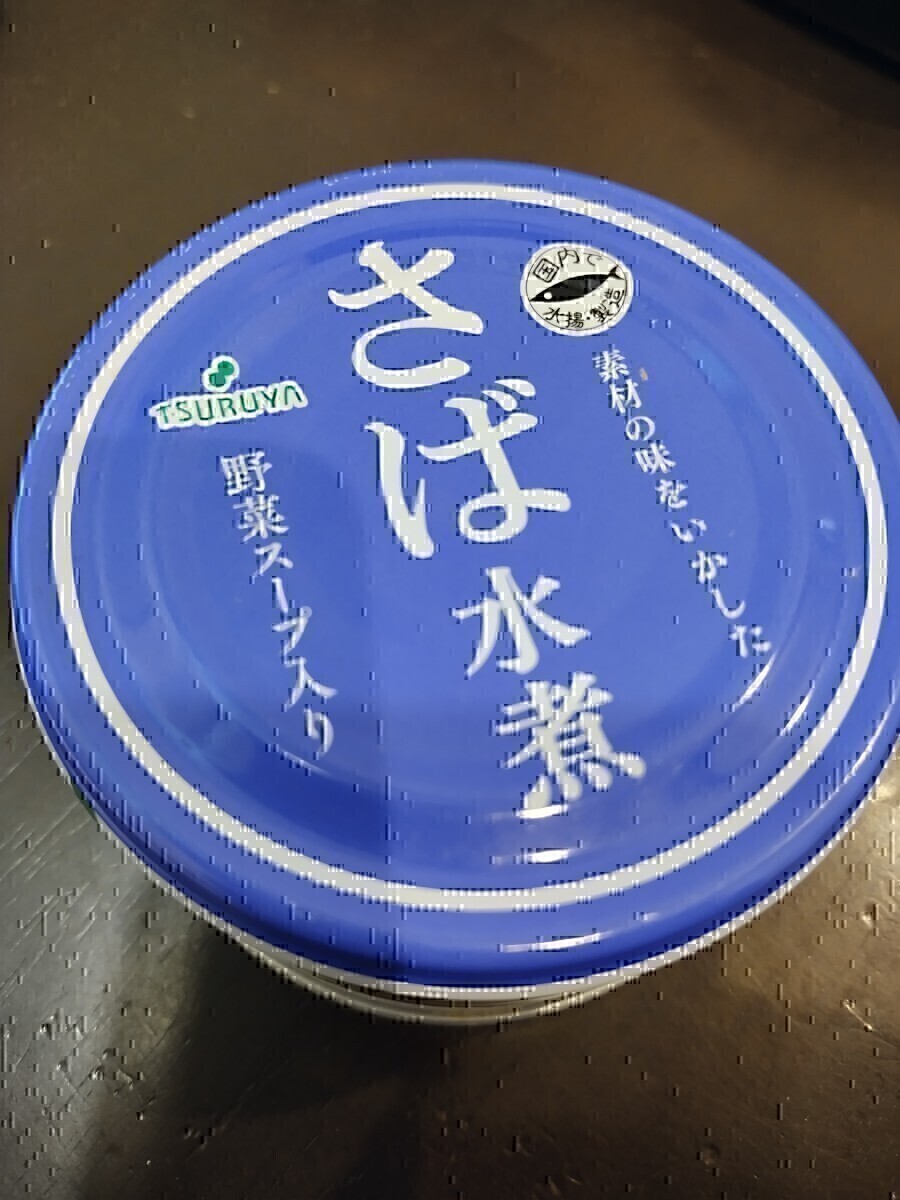 国内で
水揚・製造
素材の味をいかした
さば水煮
TSURUYA
野菜スープ入り